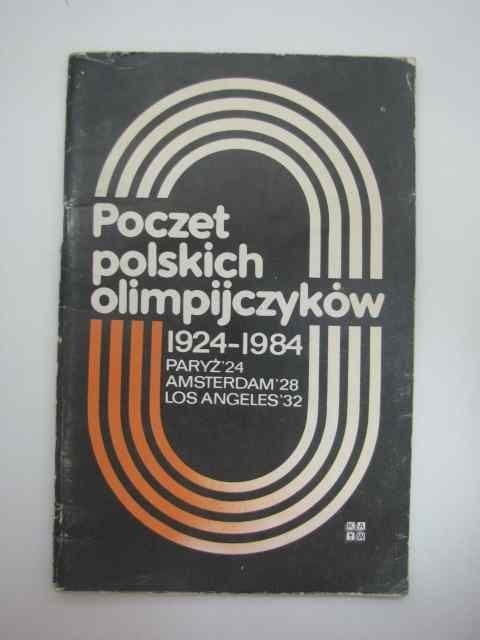 Poczet
polskich
olimpijczyków
1924-1984
PARYŻ'24
AMSTERDAM'28
LOS ANGELES'32
K A
W